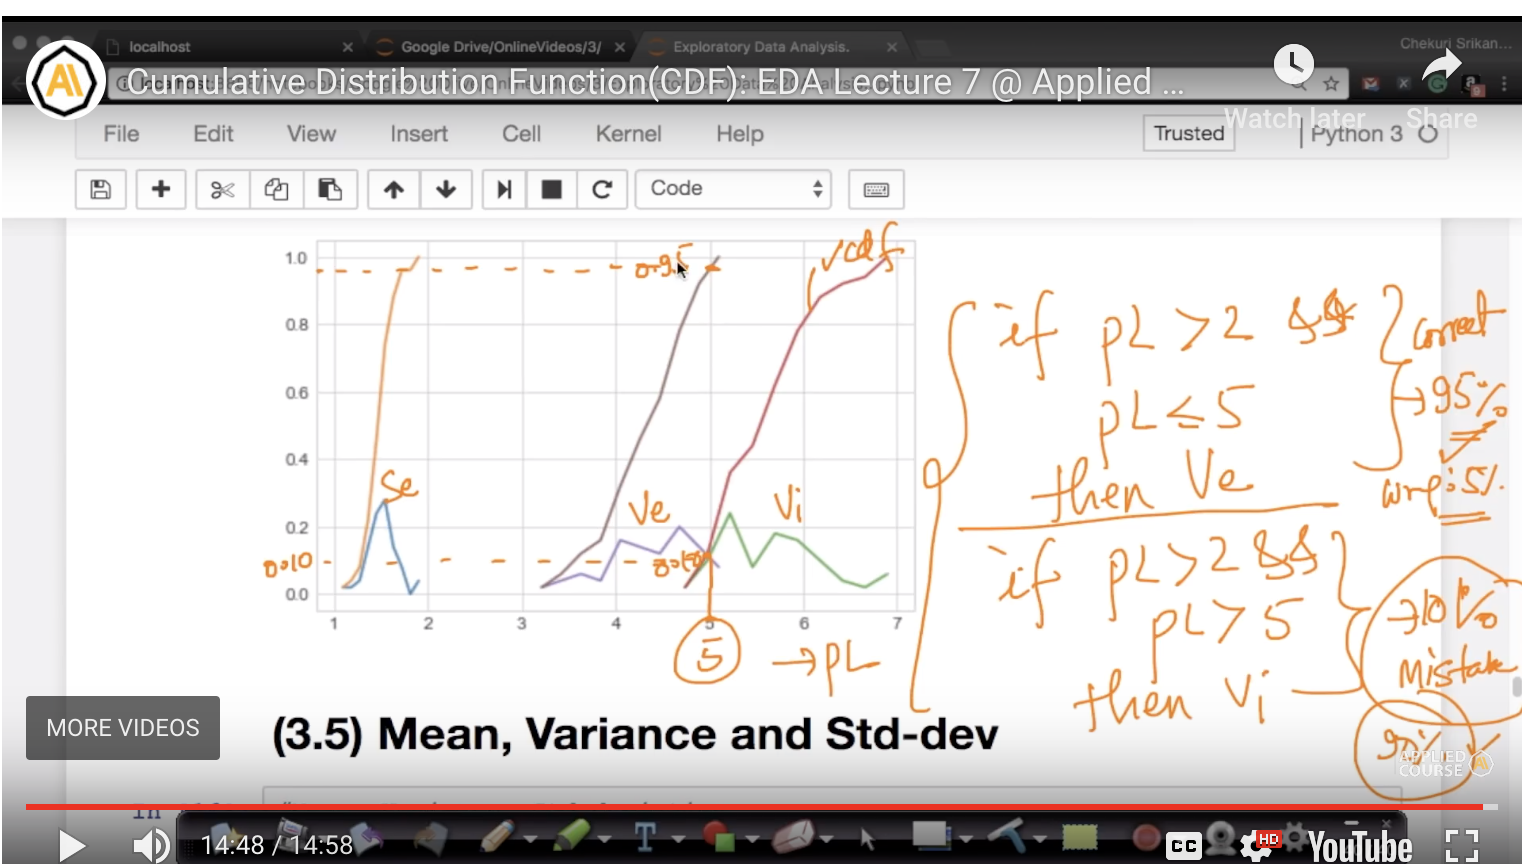 localhost
Google Drive/OnlineVideos/3/
Exploratory Data Analysis.
Chekuri Srikan...
Cumulative Distribution Function(CDF): EDA Lecture 7 @ Applied ...
Watch later
Share
File Edit View Insert Cell Kernel Help
Trusted
Python 3
Code
1.0
0.8
0.6
0.4
0.2
0.0
1 2 3 4 5 6 7
0.95
cdf
Se
Ve
Vi
0.10
0.10
5
→ PL
if PL > 2 &&
PL ≤ 5
then Ve
correct
→ 95%
: 5%
if PL > 2 &&
PL > 5
then Vi
→ 10%
mistake
90%
(3.5) Mean, Variance and Std-dev
MORE VIDEOS
APPLIED
COURSE
In
14:48 / 14:58
CC
HD
YouTube